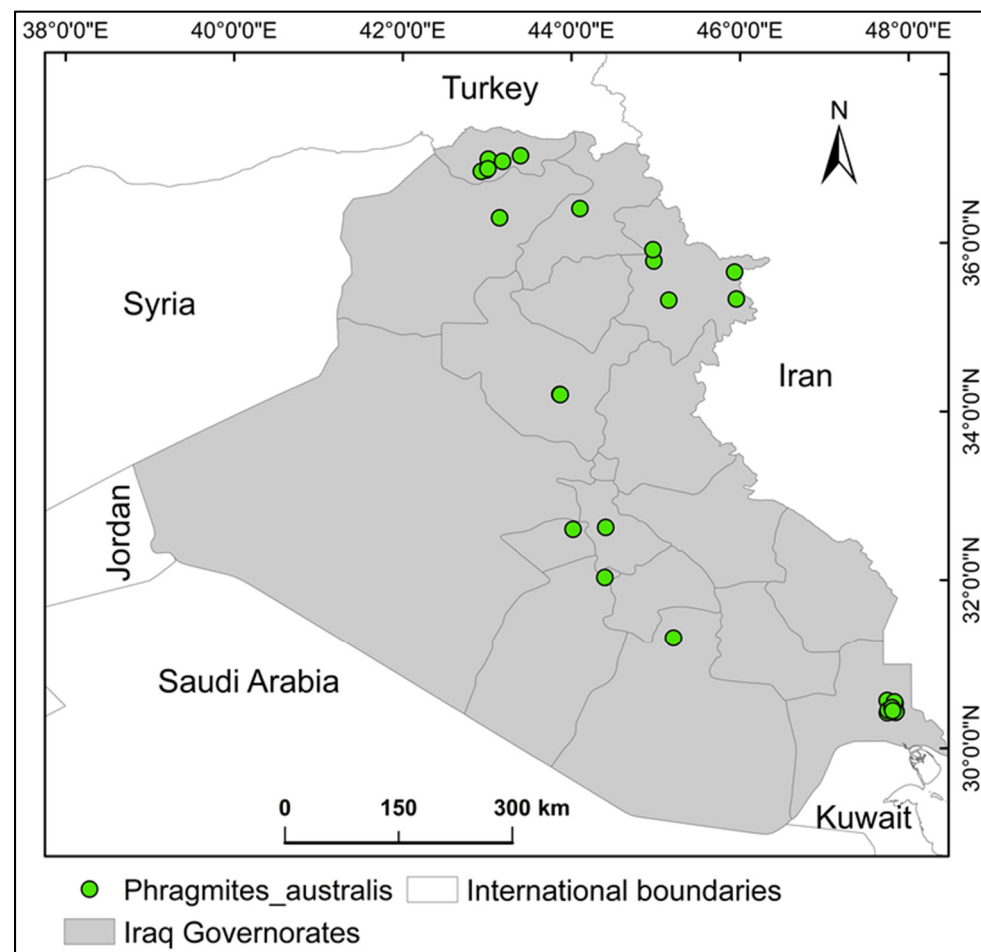 38°0'0"E 40°0'0"E 42°0'0"E 44°0'0"E 46°0'0"E 48°0'0"E
Turkey
N
36°0'0"N
Syria
Iran
34°0'0"N
Jordan
32°0'0"N
Saudi Arabia
30°0'0"N
0 150 300 km
Kuwait
Phragmites_australis International boundaries
Iraq Governorates